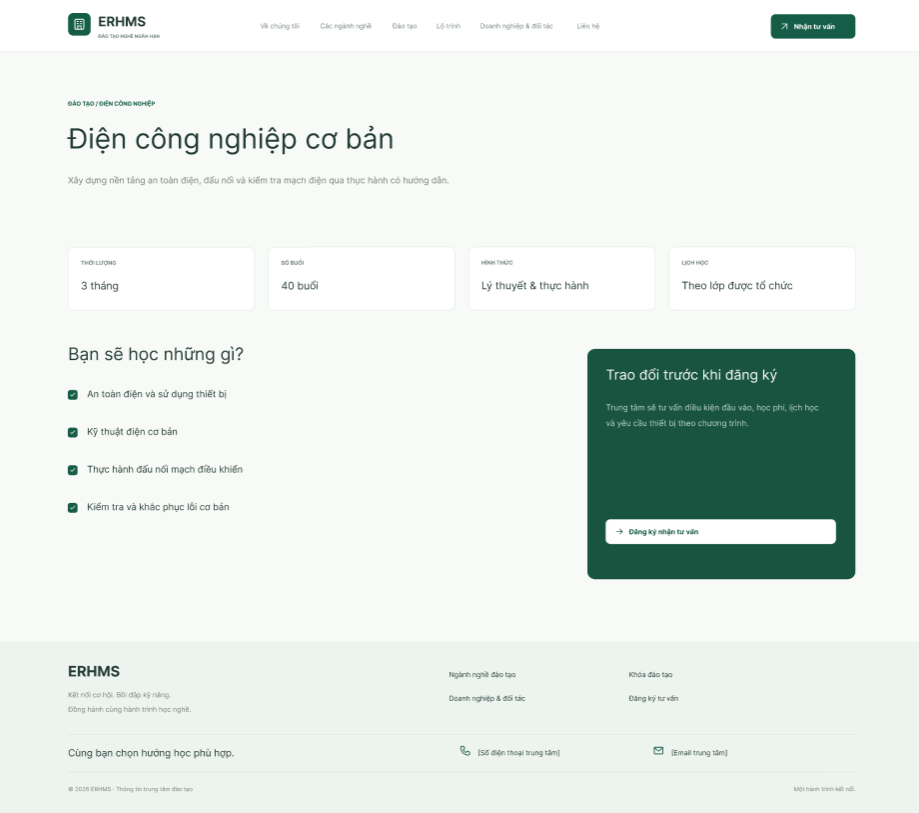 ERHMS
ĐÀO TẠO NGHỀ NGẮN HẠN
Về chúng tôi
Các ngành nghề
Đào tạo
Lộ trình
Doanh nghiệp & đối tác
Liên hệ
Nhận tư vấn
ĐÀO TẠO / ĐIỆN CÔNG NGHIỆP
Điện công nghiệp cơ bản
Xây dựng nền tảng an toàn điện, đấu nối và kiểm tra mạch điện qua thực hành có hướng dẫn.
THỜI LƯỢNG
3 tháng
SỐ BUỔI
40 buổi
HÌNH THỨC
Lý thuyết & thực hành
LỊCH HỌC
Theo lớp được tổ chức
Bạn sẽ học những gì?
An toàn điện và sử dụng thiết bị
Kỹ thuật điện cơ bản
Thực hành đấu nối mạch điều khiển
Kiểm tra và khắc phục lỗi cơ bản
Trao đổi trước khi đăng ký
Trung tâm sẽ tư vấn điều kiện đầu vào, học phí, lịch học
và yêu cầu thiết bị theo chương trình.
Đăng ký nhận tư vấn
ERHMS
Kết nối cơ hội. Bồi đắp kỹ năng.
Đồng hành cùng hành trình học nghề.
Ngành nghề đào tạo
Khóa đào tạo
Doanh nghiệp & đối tác
Đăng ký tư vấn
Cùng bạn chọn hướng học phù hợp.
[Số điện thoại trung tâm]
[Email trung tâm]
© 2026 ERHMS · Thông tin trung tâm đào tạo
Một hành trình kết nối.